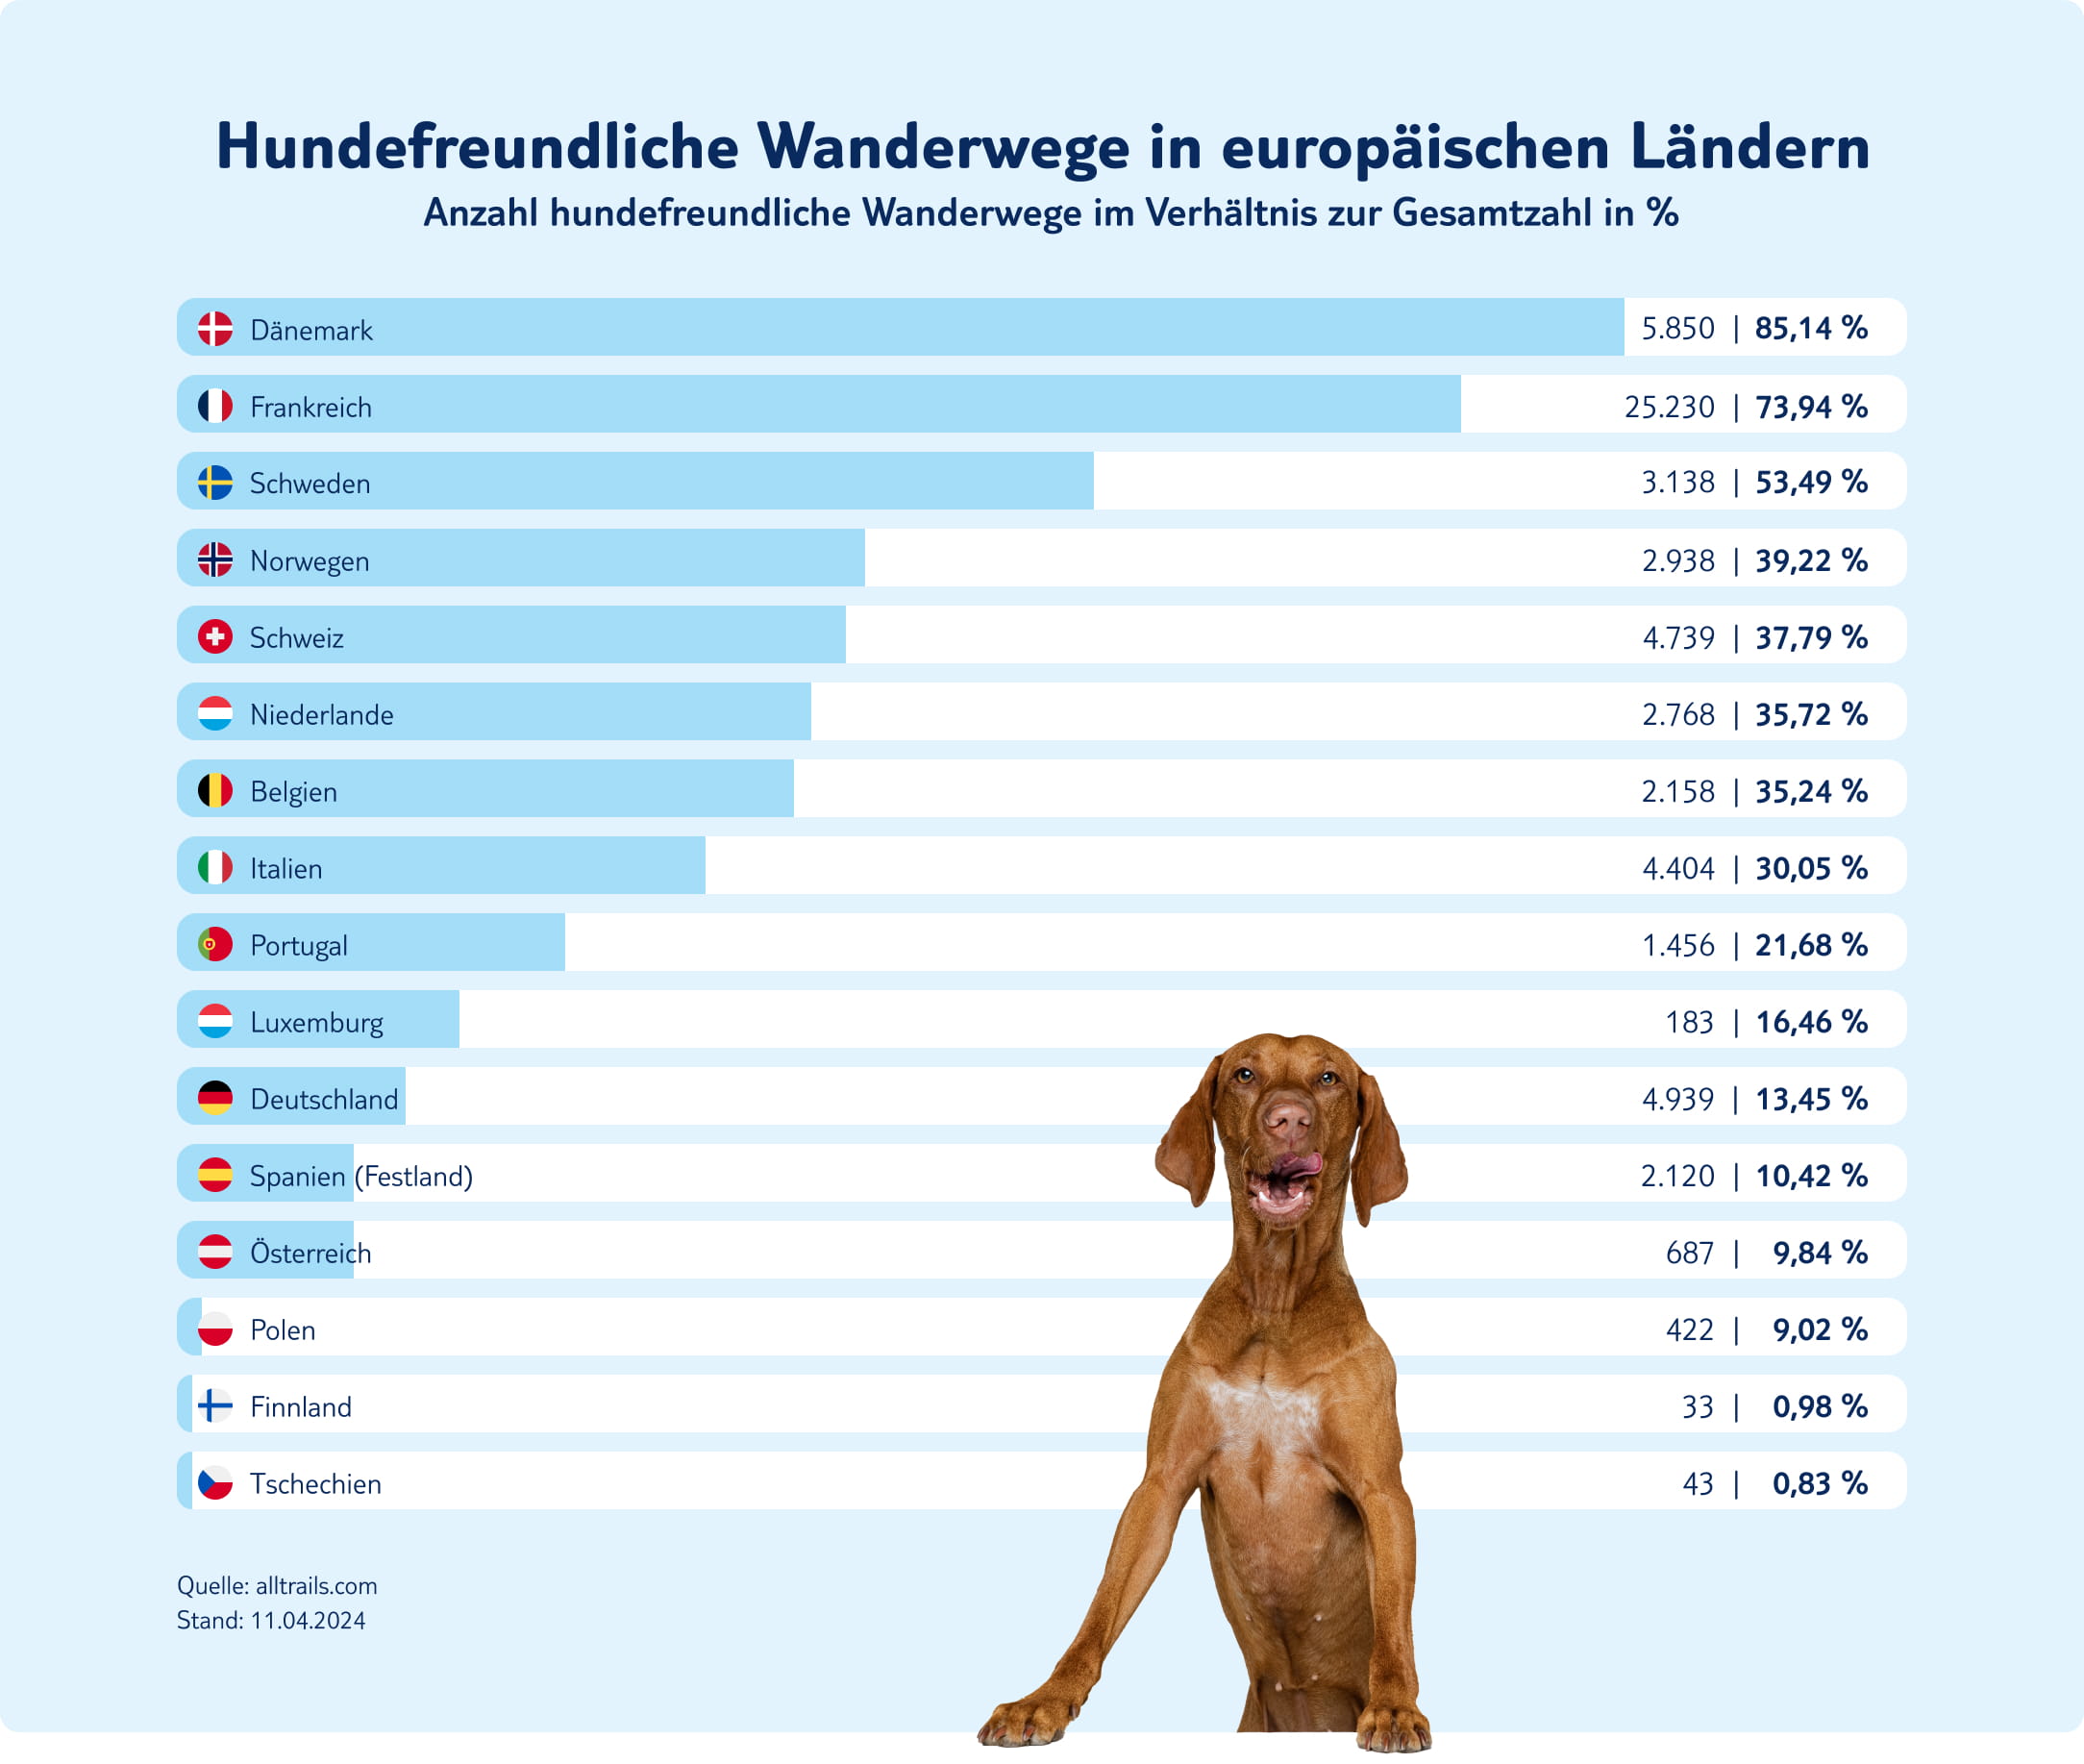 Hundefreundliche Wanderwege in europäischen Ländern
Anzahl hundefreundliche Wanderwege im Verhältnis zur Gesamtzahl in %
Dänemark 5.850 | 85,14 %
Frankreich 25.230 | 73,94 %
Schweden 3.138 | 53,49 %
Norwegen 2.938 | 39,22 %
Schweiz 4.739 | 37,79 %
Niederlande 2.768 | 35,72 %
Belgien 2.158 | 35,24 %
Italien 4.404 | 30,05 %
Portugal 1.456 | 21,68 %
Luxemburg 183 | 16,46 %
Deutschland 4.939 | 13,45 %
Spanien (Festland) 2.120 | 10,42 %
Österreich 687 | 9,84 %
Polen 422 | 9,02 %
Finnland 33 | 0,98 %
Tschechien 43 | 0,83 %
Quelle: alltrails.com
Stand: 11.04.2024